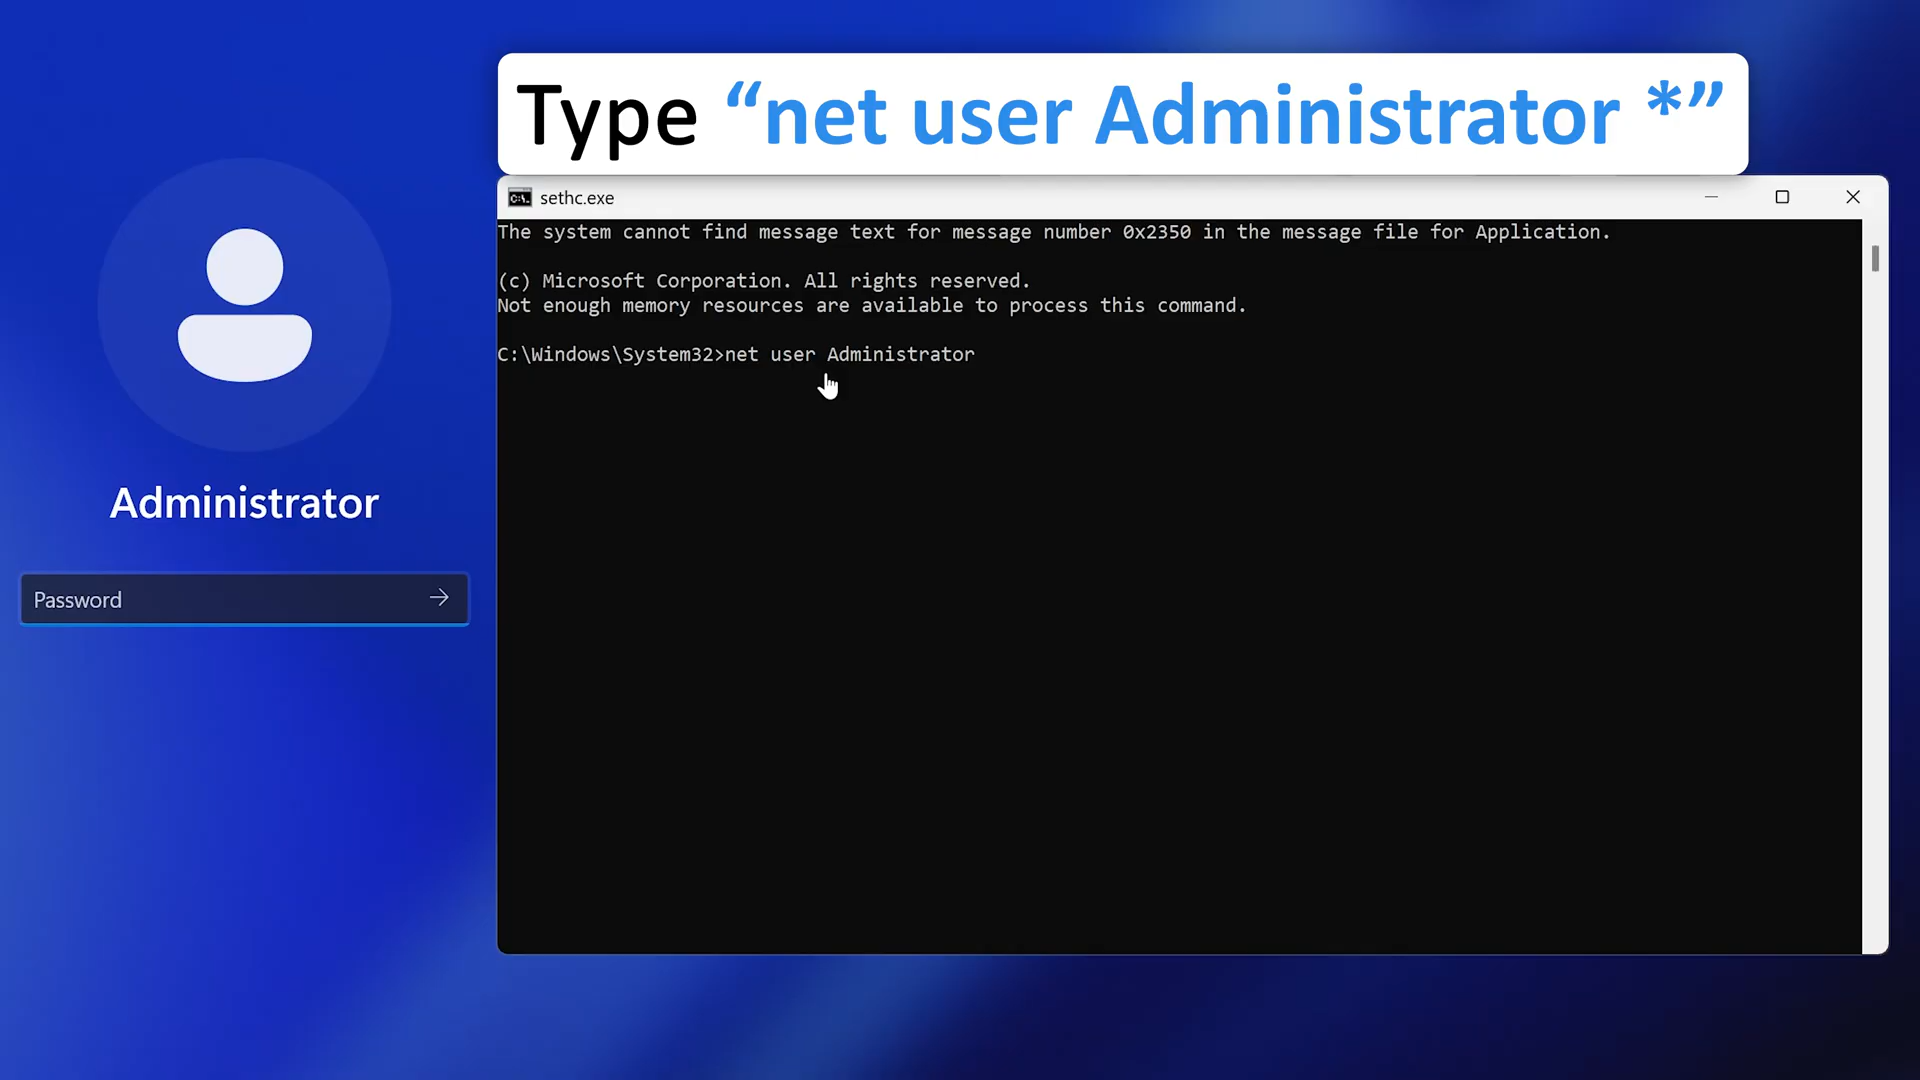 Type “net user Administrator *”
sethc.exe
The system cannot find message text for message number 0x2350 in the message file for Application.
(c) Microsoft Corporation. All rights reserved.
Not enough memory resources are available to process this command.
C:\Windows\System32>net user Administrator
Administrator
Password